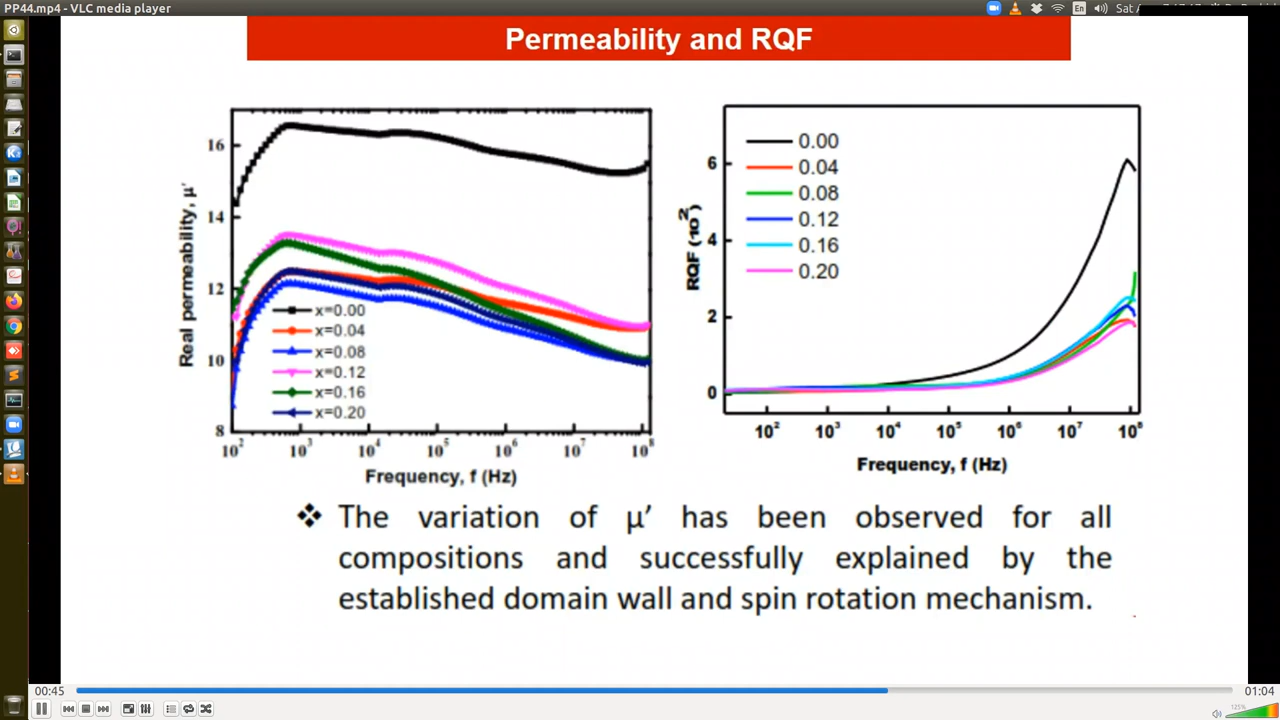 PP44.mp4 - VLC media player
En
Sat
Permeability and RQF
16
14
12
10
8
Real permeability, μ′
x=0.00
x=0.04
x=0.08
x=0.12
x=0.16
x=0.20
10² 10³ 10⁴ 10⁵ 10⁶ 10⁷ 10⁸
Frequency, f (Hz)
6
4
2
0
RQF (10²)
0.00
0.04
0.08
0.12
0.16
0.20
10² 10³ 10⁴ 10⁵ 10⁶ 10⁷ 10⁸
Frequency, f (Hz)
❖ The variation of μ′ has been observed for all
compositions and successfully explained by the
established domain wall and spin rotation mechanism.
00:45
01:04
125%